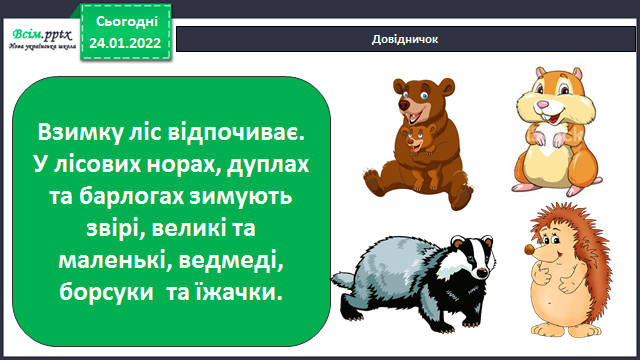 Всім.pptx
Нова українська школа
Сьогодні
24.01.2022
Довідничок
Взимку ліс відпочиває.
У лісових норах, дуплах
та барлогах зимують
звірі, великі та
маленькі, ведмеді,
борсуки та їжачки.